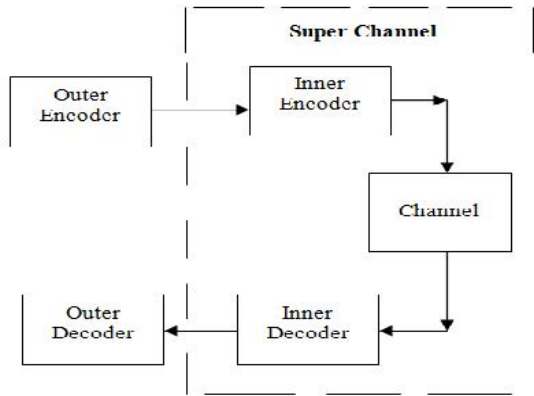 Super Channel
Outer
Encoder
Inner
Encoder
Channel
Outer
Decoder
Inner
Decoder